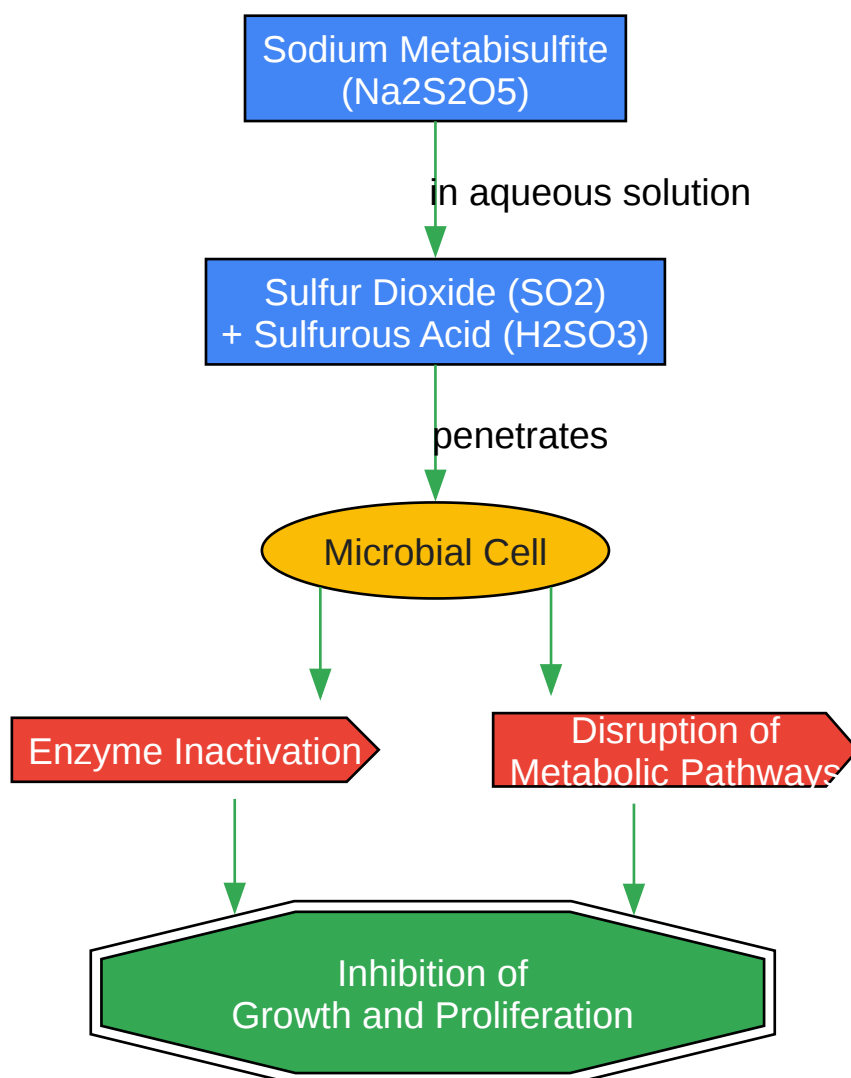 Sodium Metabisulfite
(Na2S2O5)
in aqueous solution
Sulfur Dioxide (SO2)
+ Sulfurous Acid (H2SO3)
penetrates
Microbial Cell
Enzyme Inactivation
Disruption of
Metabolic Pathways
Inhibition of
Growth and Proliferation